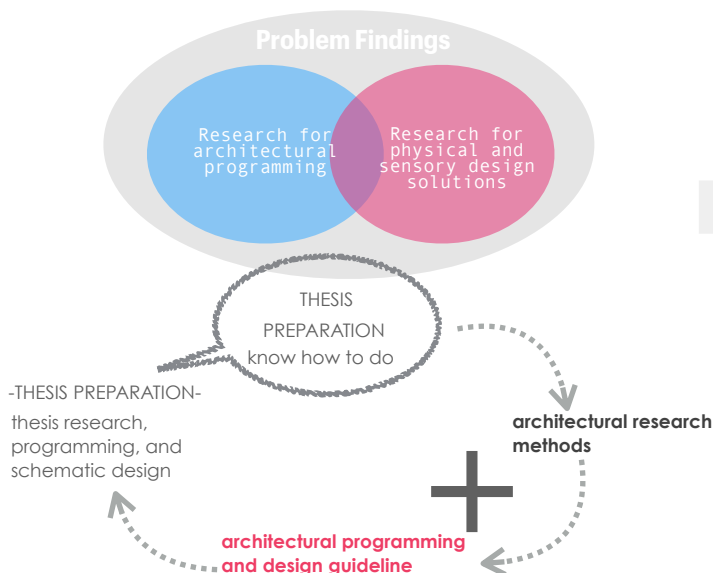 Problem Findings
Research for
architectural
programming
Research for
physical and
sensory design
solutions
THESIS
PREPARATION
know how to do
-THESIS PREPARATION-
thesis research,
programming, and
schematic design
architectural research
methods
architectural programming
and design guideline